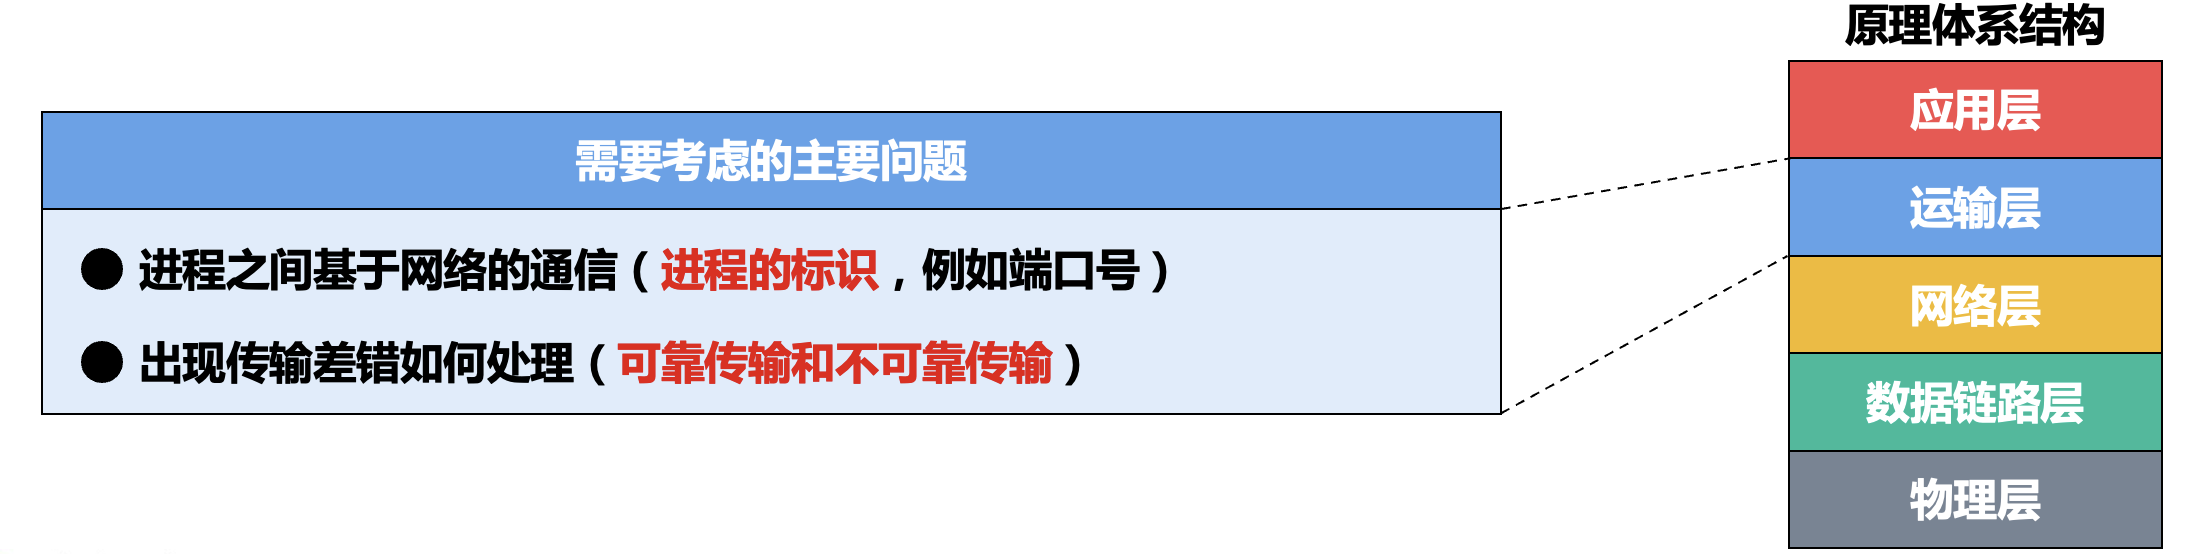 原理体系结构
应用层
需要考虑的主要问题
运输层
● 进程之间基于网络的通信（进程的标识，例如端口号）
网络层
● 出现传输差错如何处理（可靠传输和不可靠传输）
数据链路层
物理层